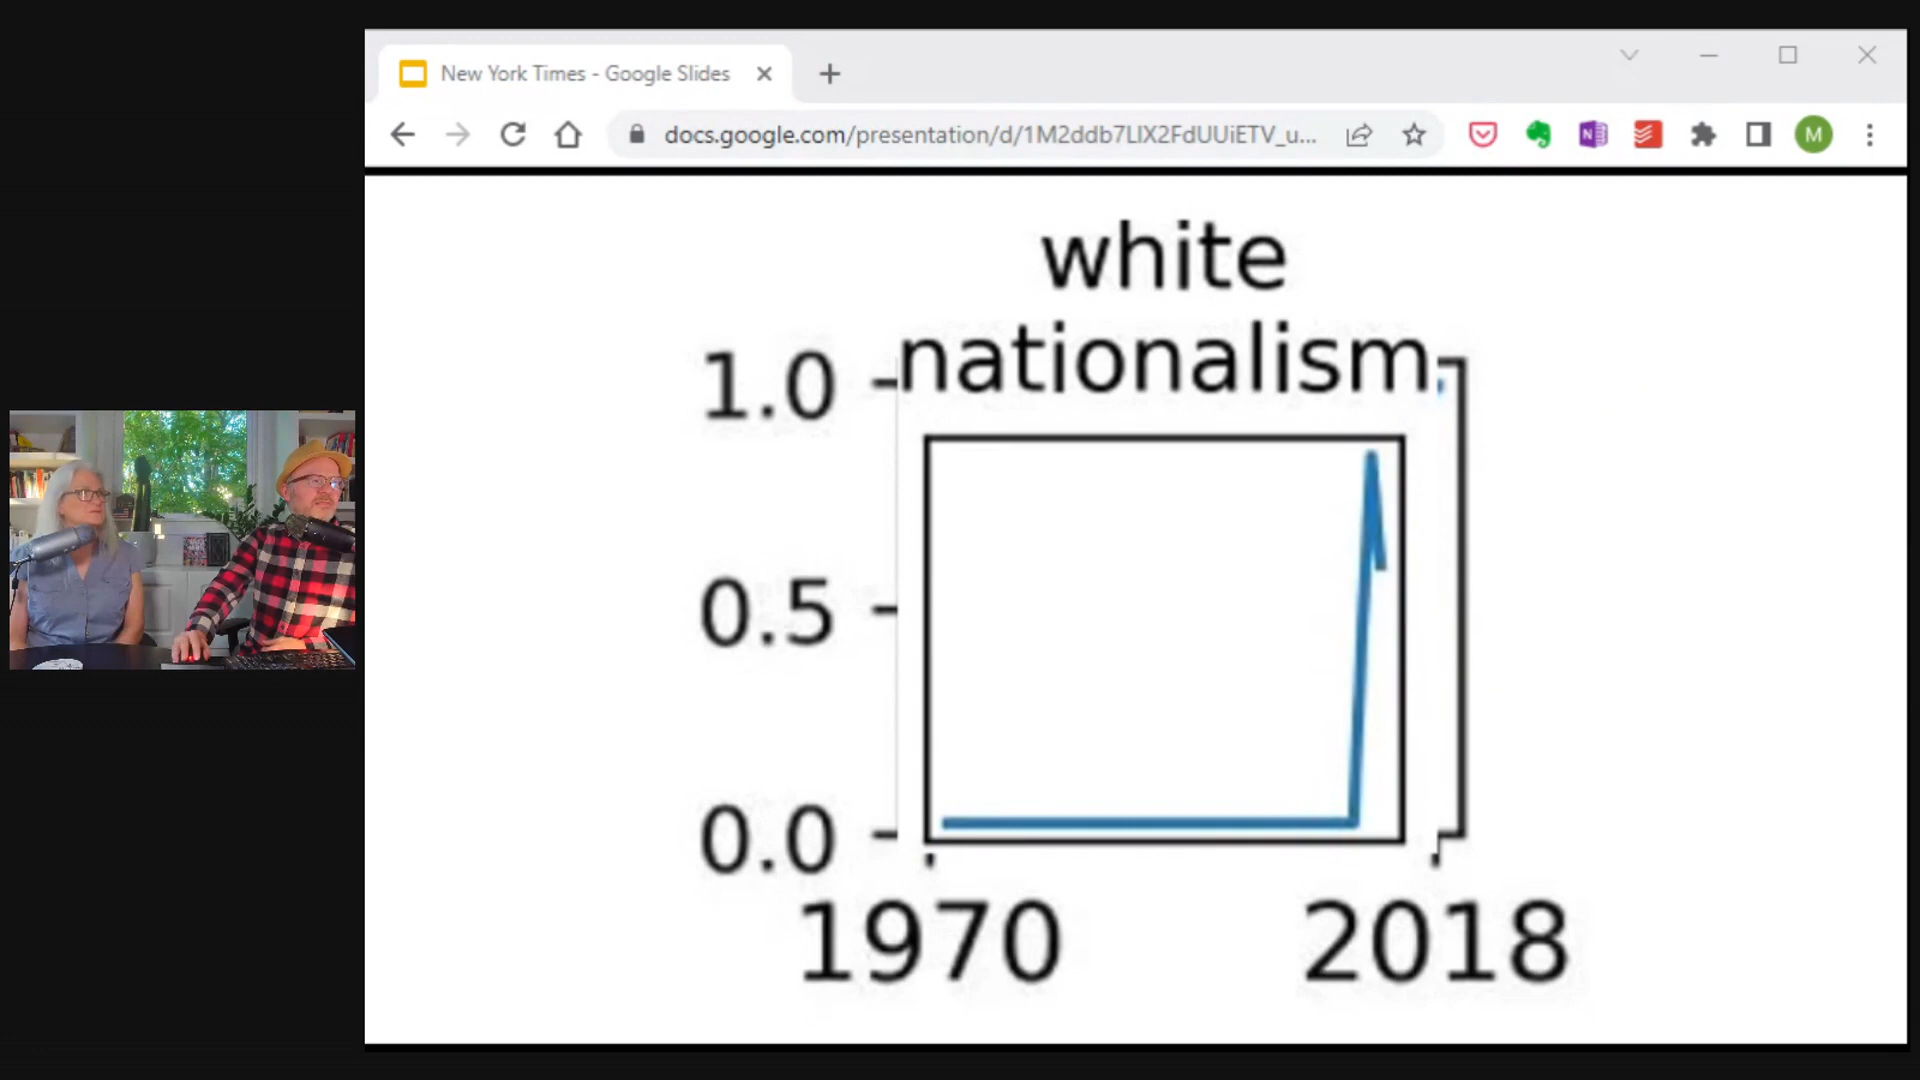 New York Times - Google Slides
docs.google.com/presentation/d/1M2ddb7LIX2FdUUiETV_u...
N
M
white
nationalism
1.0
0.5
0.0
1970
2018